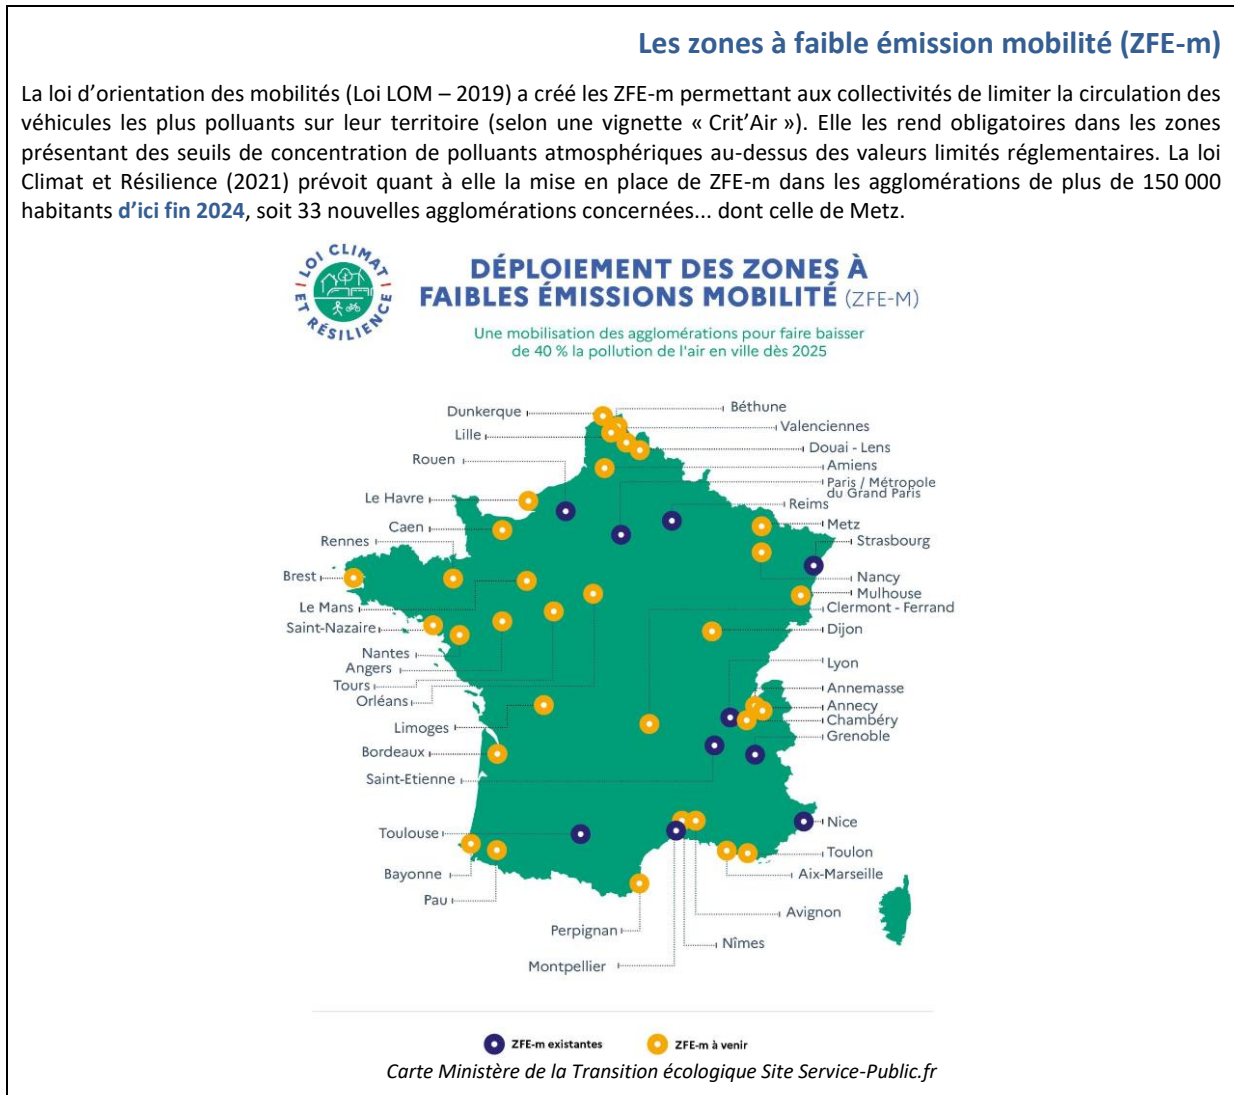 Les zones à faible émission mobilité (ZFE-m)
La loi d’orientation des mobilités (Loi LOM – 2019) a créé les ZFE-m permettant aux collectivités de limiter la circulation des
véhicules les plus polluants sur leur territoire (selon une vignette « Crit’Air »). Elle les rend obligatoires dans les zones
présentant des seuils de concentration de polluants atmosphériques au-dessus des valeurs limités réglementaires. La loi
Climat et Résilience (2021) prévoit quant à elle la mise en place de ZFE-m dans les agglomérations de plus de 150 000
habitants d’ici fin 2024, soit 33 nouvelles agglomérations concernées... dont celle de Metz.
LOI CLIMAT
ET RÉSILIENCE
DÉPLOIEMENT DES ZONES À
FAIBLES ÉMISSIONS MOBILITÉ (ZFE-M)
Une mobilisation des agglomérations pour faire baisser
de 40 % la pollution de l'air en ville dès 2025
Dunkerque
Béthune
Valenciennes
Lille
Douai - Lens
Rouen
Amiens
Paris / Métropole
du Grand Paris
Le Havre
Reims
Caen
Metz
Rennes
Strasbourg
Brest
Nancy
Mulhouse
Le Mans
Clermont - Ferrand
Saint-Nazaire
Dijon
Nantes
Lyon
Angers
Tours
Annemasse
Orléans
Annecy
Chambéry
Limoges
Grenoble
Bordeaux
Saint-Etienne
Nice
Toulouse
Toulon
Bayonne
Aix-Marseille
Pau
Avignon
Perpignan
Nîmes
Montpellier
ZFE-m existantes
ZFE-m à venir
Carte Ministère de la Transition écologique Site Service-Public.fr